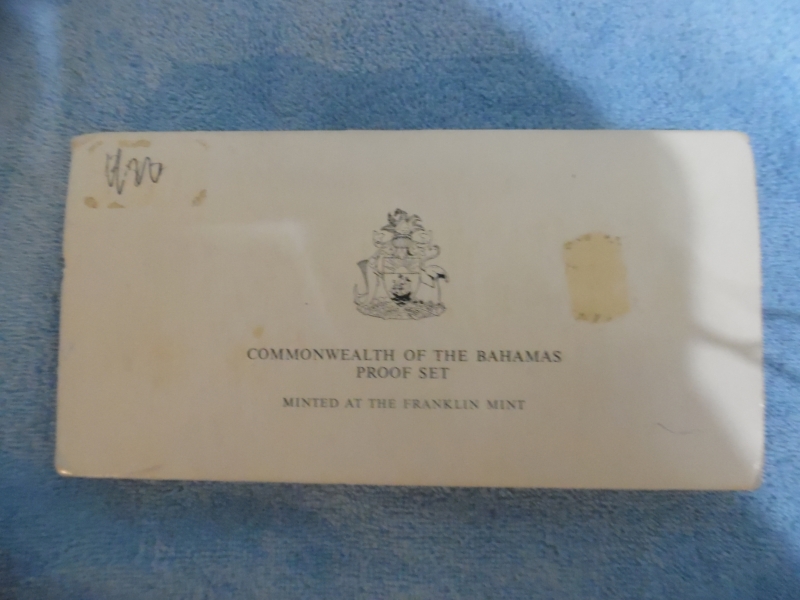 COMMONWEALTH OF THE BAHAMAS
PROOF SET
MINTED AT THE FRANKLIN MINT